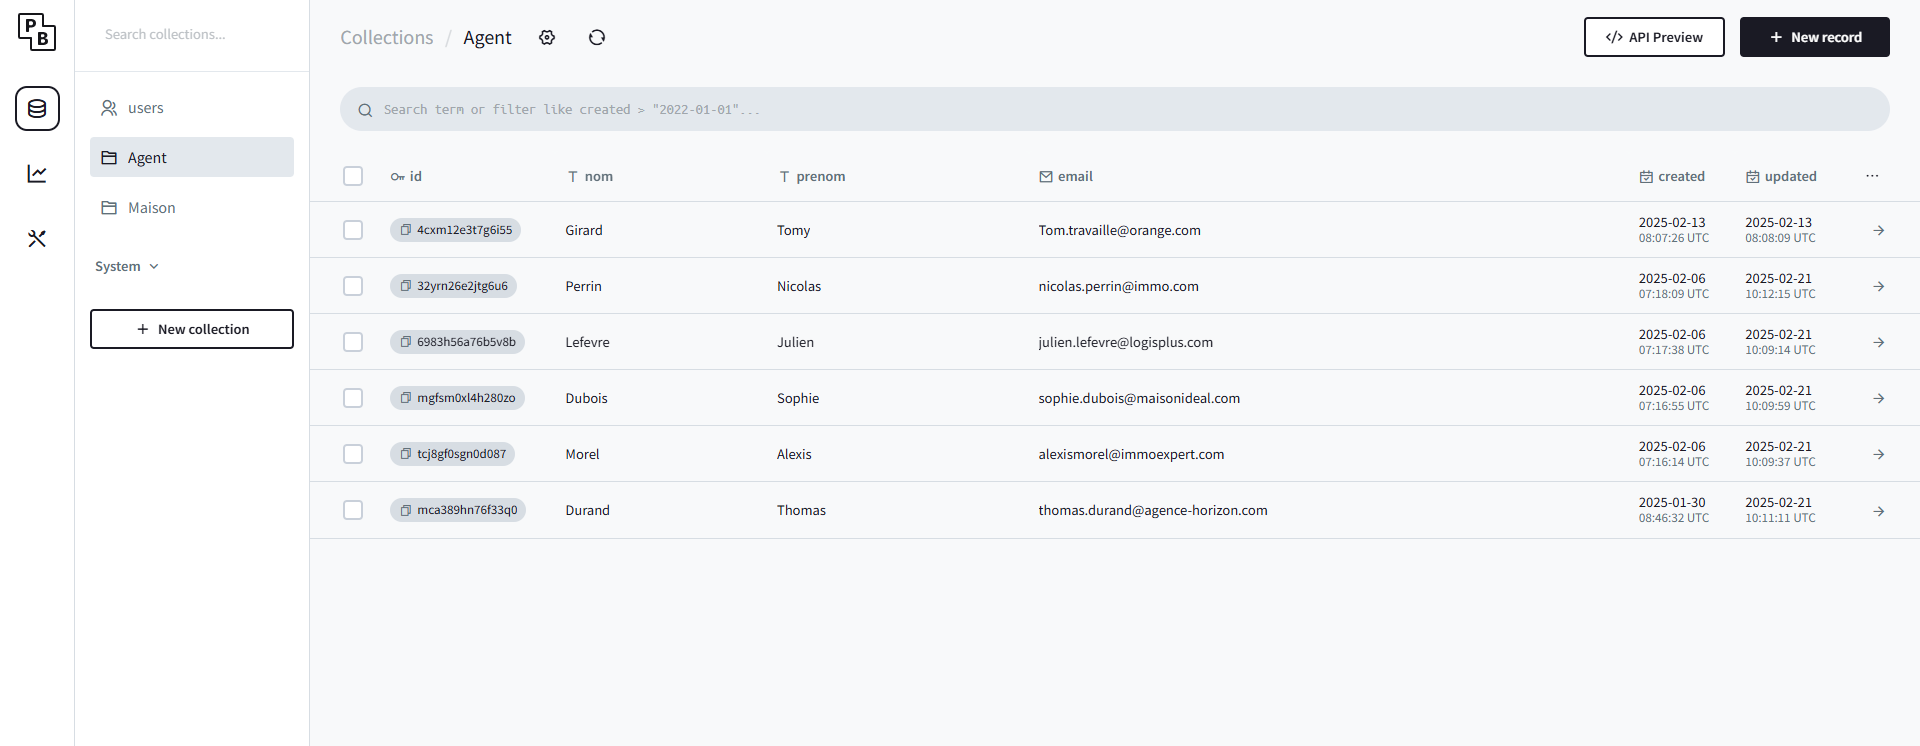 P
B
Search collections...
users
Agent
Maison
System
New collection
Collections / Agent
API Preview
New record
Search term or filter like created > "2022-01-01"...
id nom prenom email created updated
4cxm12e3t7g6i55 Girard Tomy Tom.travaille@orange.com 2025-02-13 2025-02-13
08:07:26 UTC 08:08:09 UTC
32yrn26e2jtg6u6 Perrin Nicolas nicolas.perrin@immo.com 2025-02-06 2025-02-21
07:18:09 UTC 10:12:15 UTC
6983h56a76b5v8b Lefevre Julien julien.lefevre@logisplus.com 2025-02-06 2025-02-21
07:17:38 UTC 10:09:14 UTC
mgfsm0xl4h280zo Dubois Sophie sophie.dubois@maisonideal.com 2025-02-06 2025-02-21
07:16:55 UTC 10:09:59 UTC
tcj8gf0sgn0d087 Morel Alexis alexismorel@immoexpert.com 2025-02-06 2025-02-21
07:16:14 UTC 10:09:37 UTC
mca389hn76f33q0 Durand Thomas thomas.durand@agence-horizon.com 2025-01-30 2025-02-21
08:46:32 UTC 10:11:11 UTC